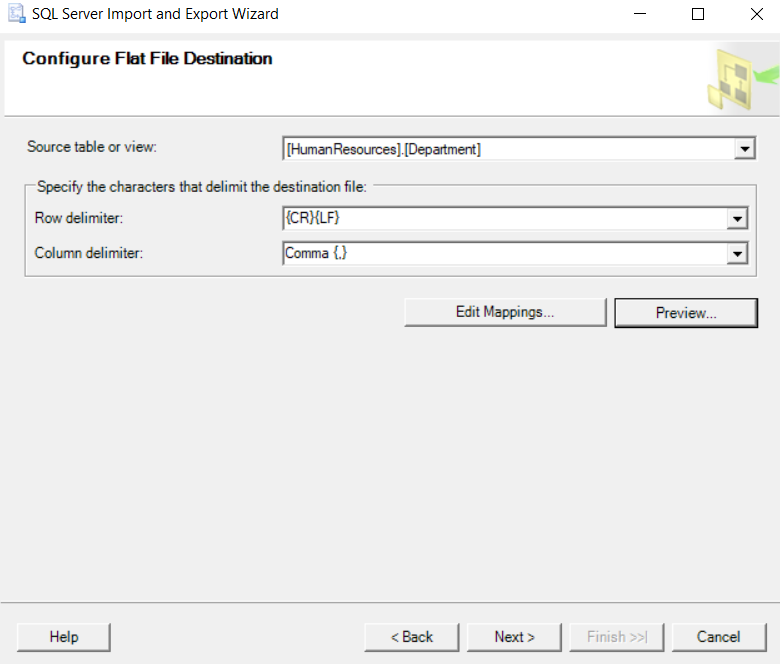 SQL Server Import and Export Wizard
Configure Flat File Destination
Source table or view: [HumanResources].[Department]
Specify the characters that delimit the destination file:
Row delimiter: {CR}{LF}
Column delimiter: Comma {,}
Edit Mappings... Preview...
Help < Back Next > Finish >>| Cancel